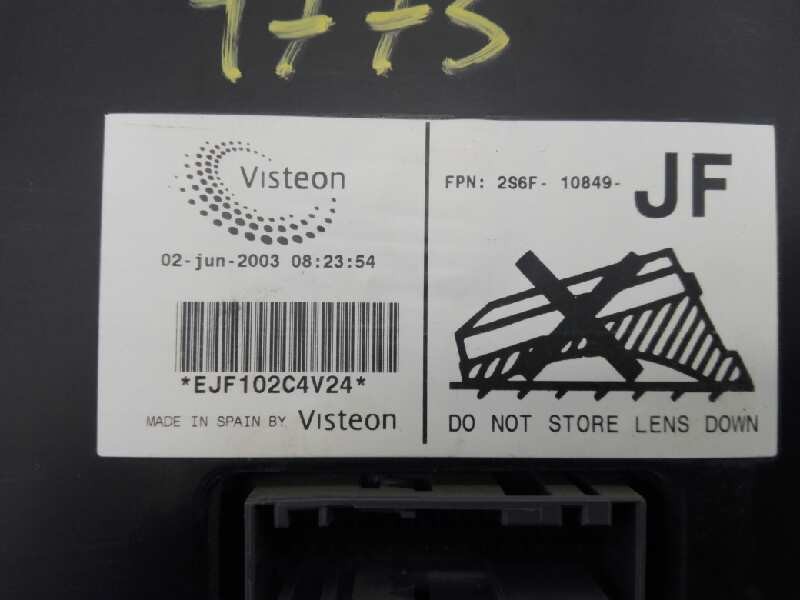 Visteon
02-jun-2003 08:23:54
*EJF102C4V24*
MADE IN SPAIN BY Visteon
FPN: 2S6F- 10849- JF
DO NOT STORE LENS DOWN